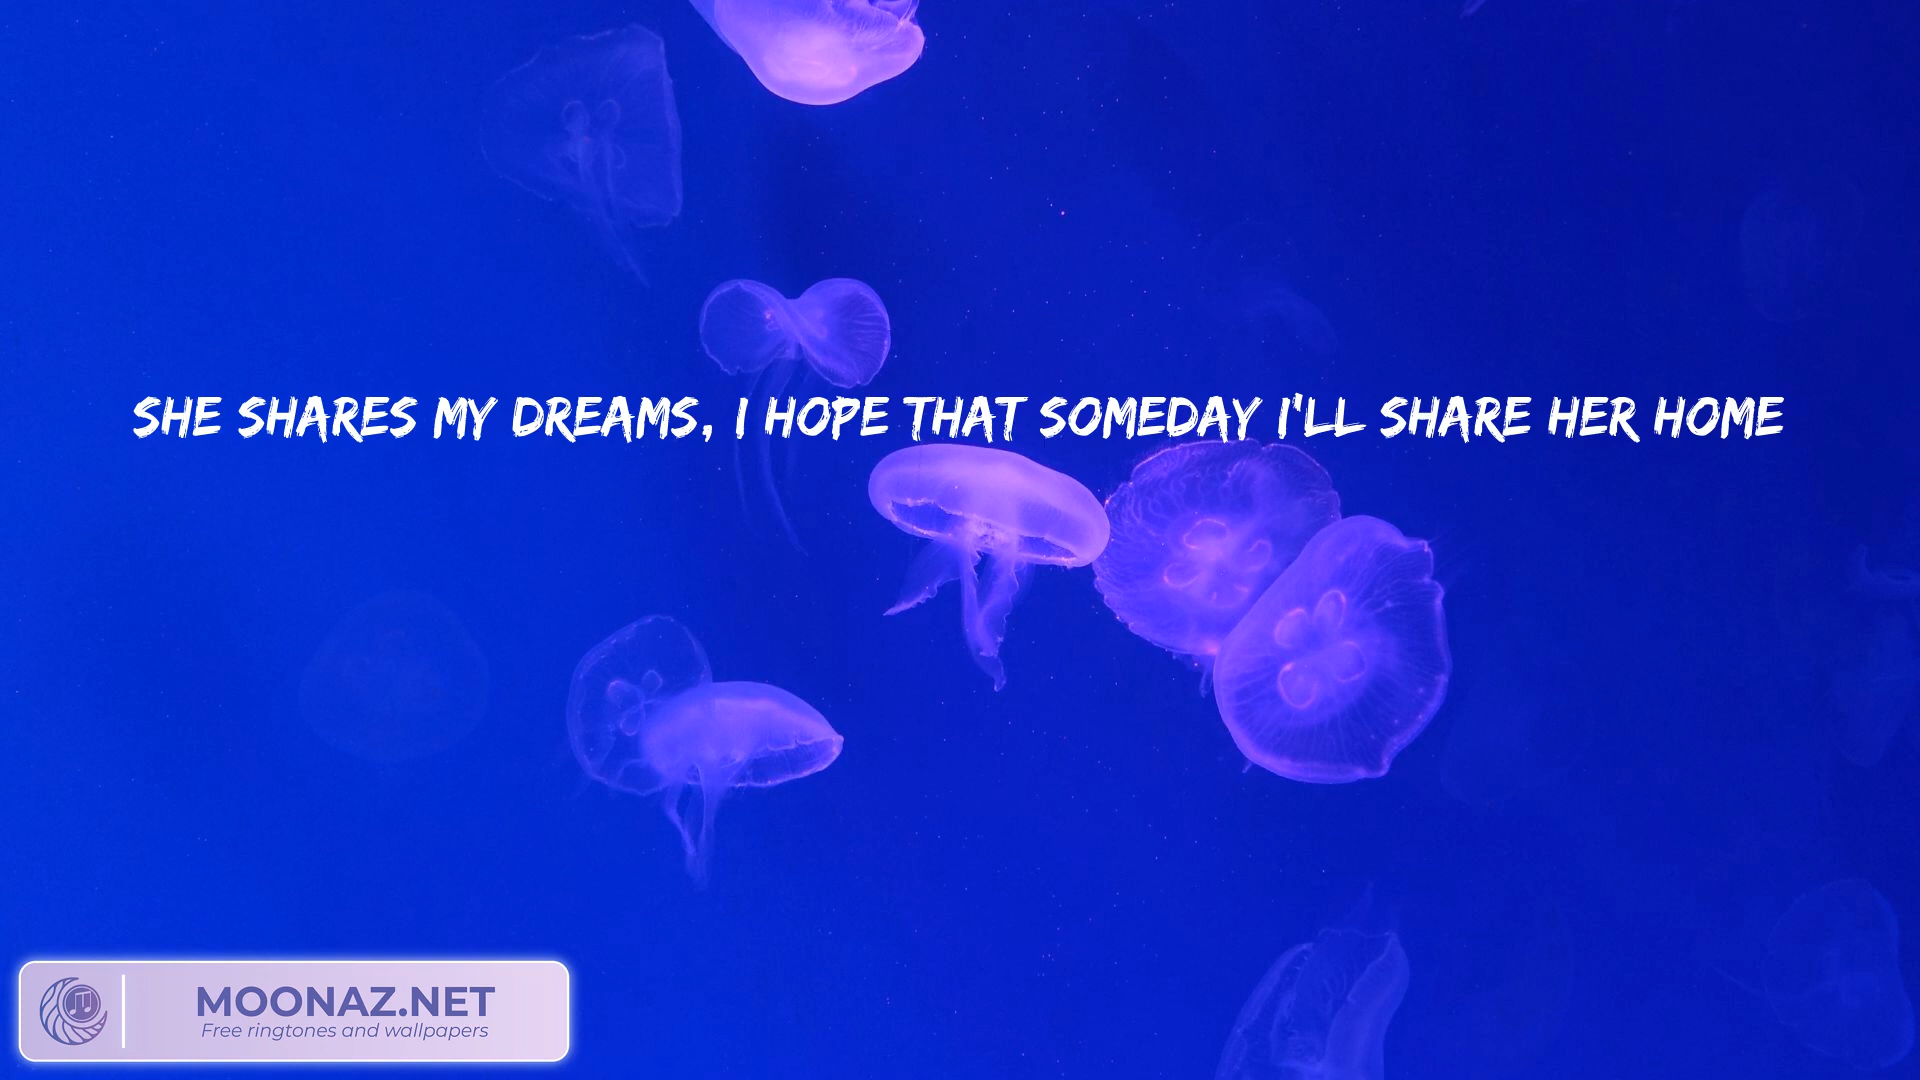 SHE SHARES MY DREAMS, I HOPE THAT SOMEDAY I'LL SHARE HER HOME
MOONAZ.NET
Free ringtones and wallpapers